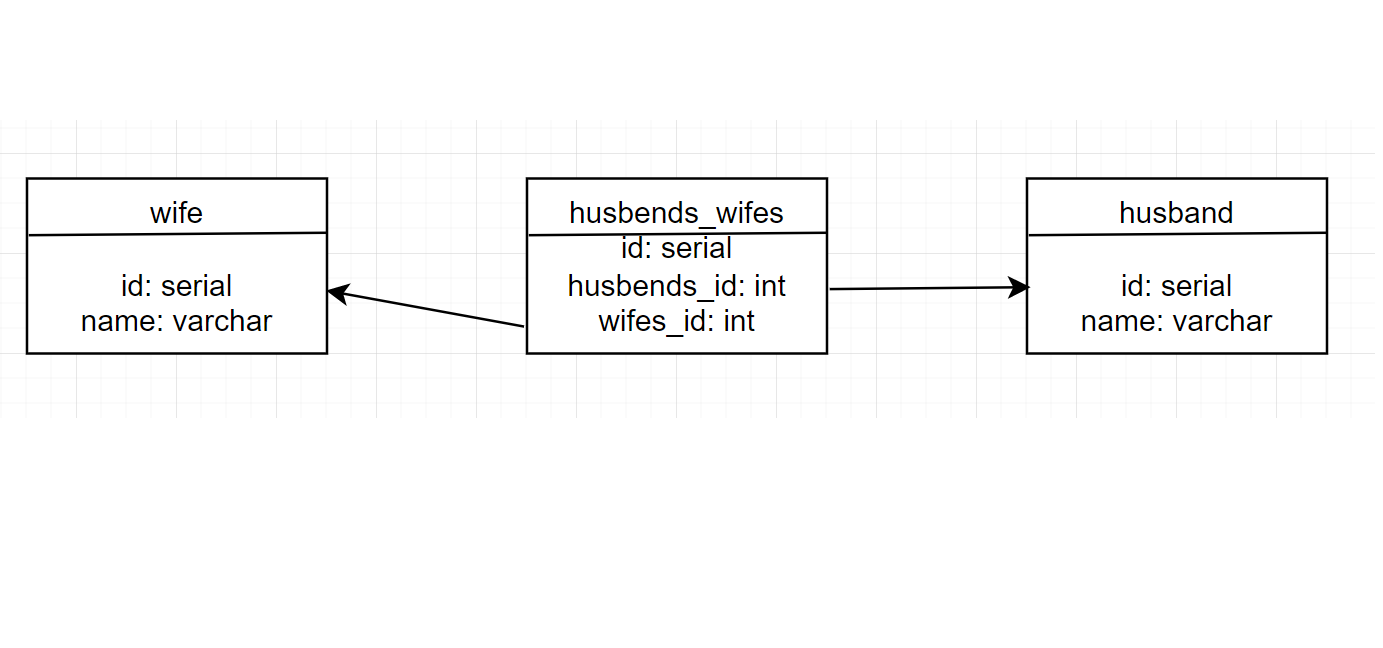 wife
id: serial
name: varchar
husbends_wifes
id: serial
husbends_id: int
wifes_id: int
husband
id: serial
name: varchar